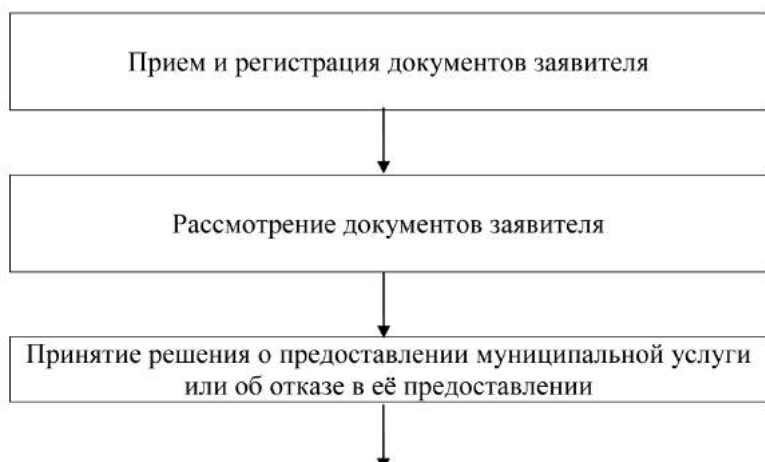 Прием и регистрация документов заявителя
Рассмотрение документов заявителя
Принятие решения о предоставлении муниципальной услуги
или об отказе в её предоставлении